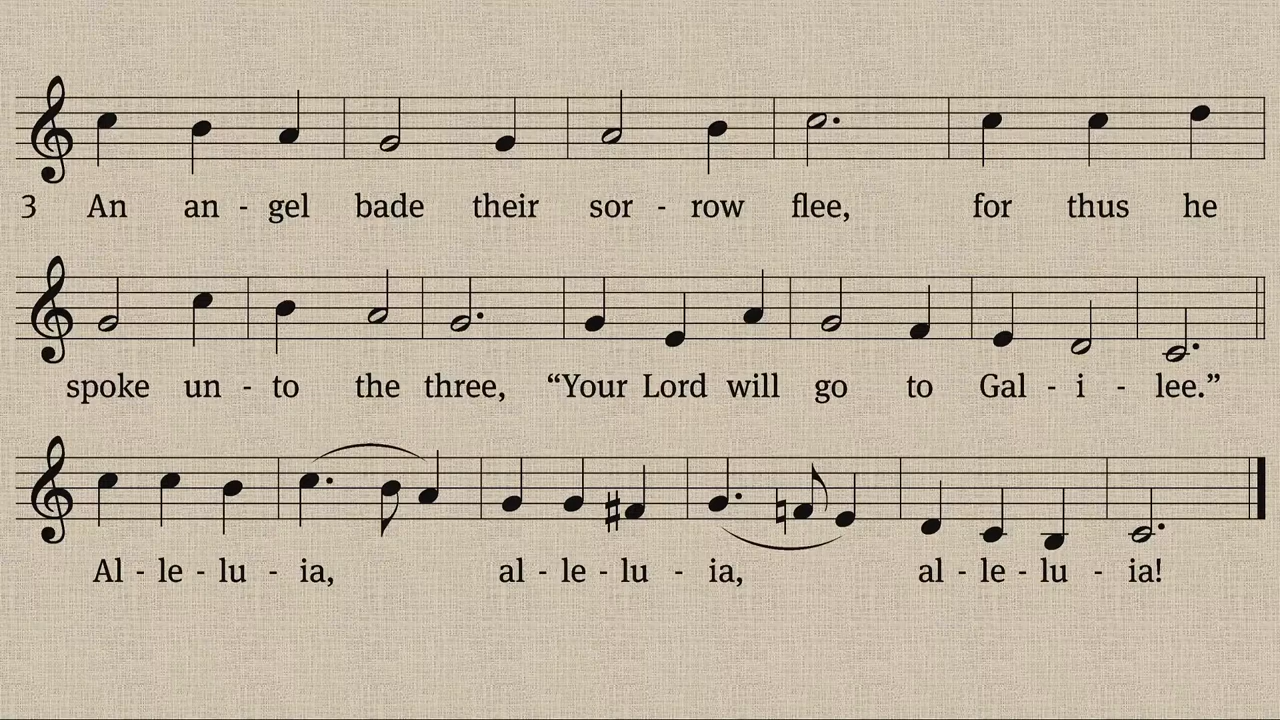 3 An an - gel bade their sor - row flee, for thus he
spoke un - to the three, “Your Lord will go to Gal - i - lee.”
Al - le - lu - ia, al - le - lu - ia, al - le - lu - ia!